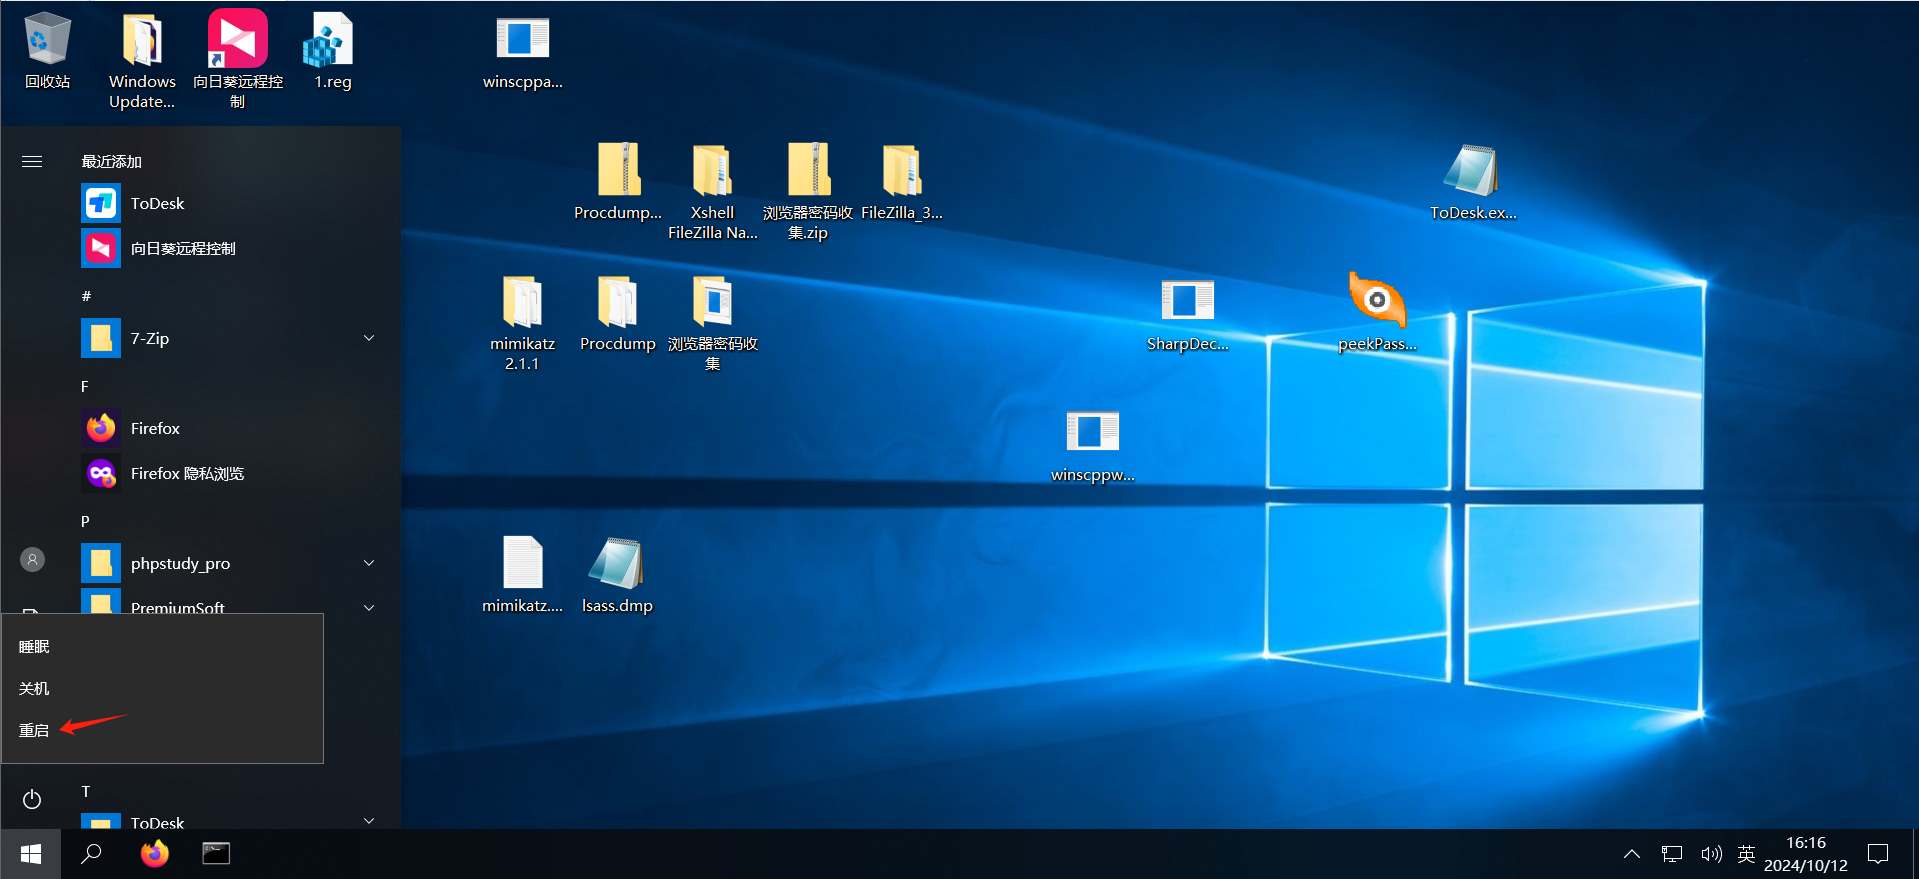 回收站
Windows
Update...
向日葵远程控
制
1.reg
winscppa...
Procdump...
Xshell
FileZilla Na...
浏览器密码收
集.zip
FileZilla_3...
ToDesk.ex...
mimikatz
2.1.1
Procdump
浏览器密码收
集
SharpDec...
peekPass...
winscppw...
mimikatz....
lsass.dmp
最近添加
ToDesk
向日葵远程控制
#
7-Zip
F
Firefox
Firefox 隐私浏览
P
phpstudy_pro
PremiumSoft
睡眠
关机
重启
T
ToDesk
英
16:16
2024/10/12